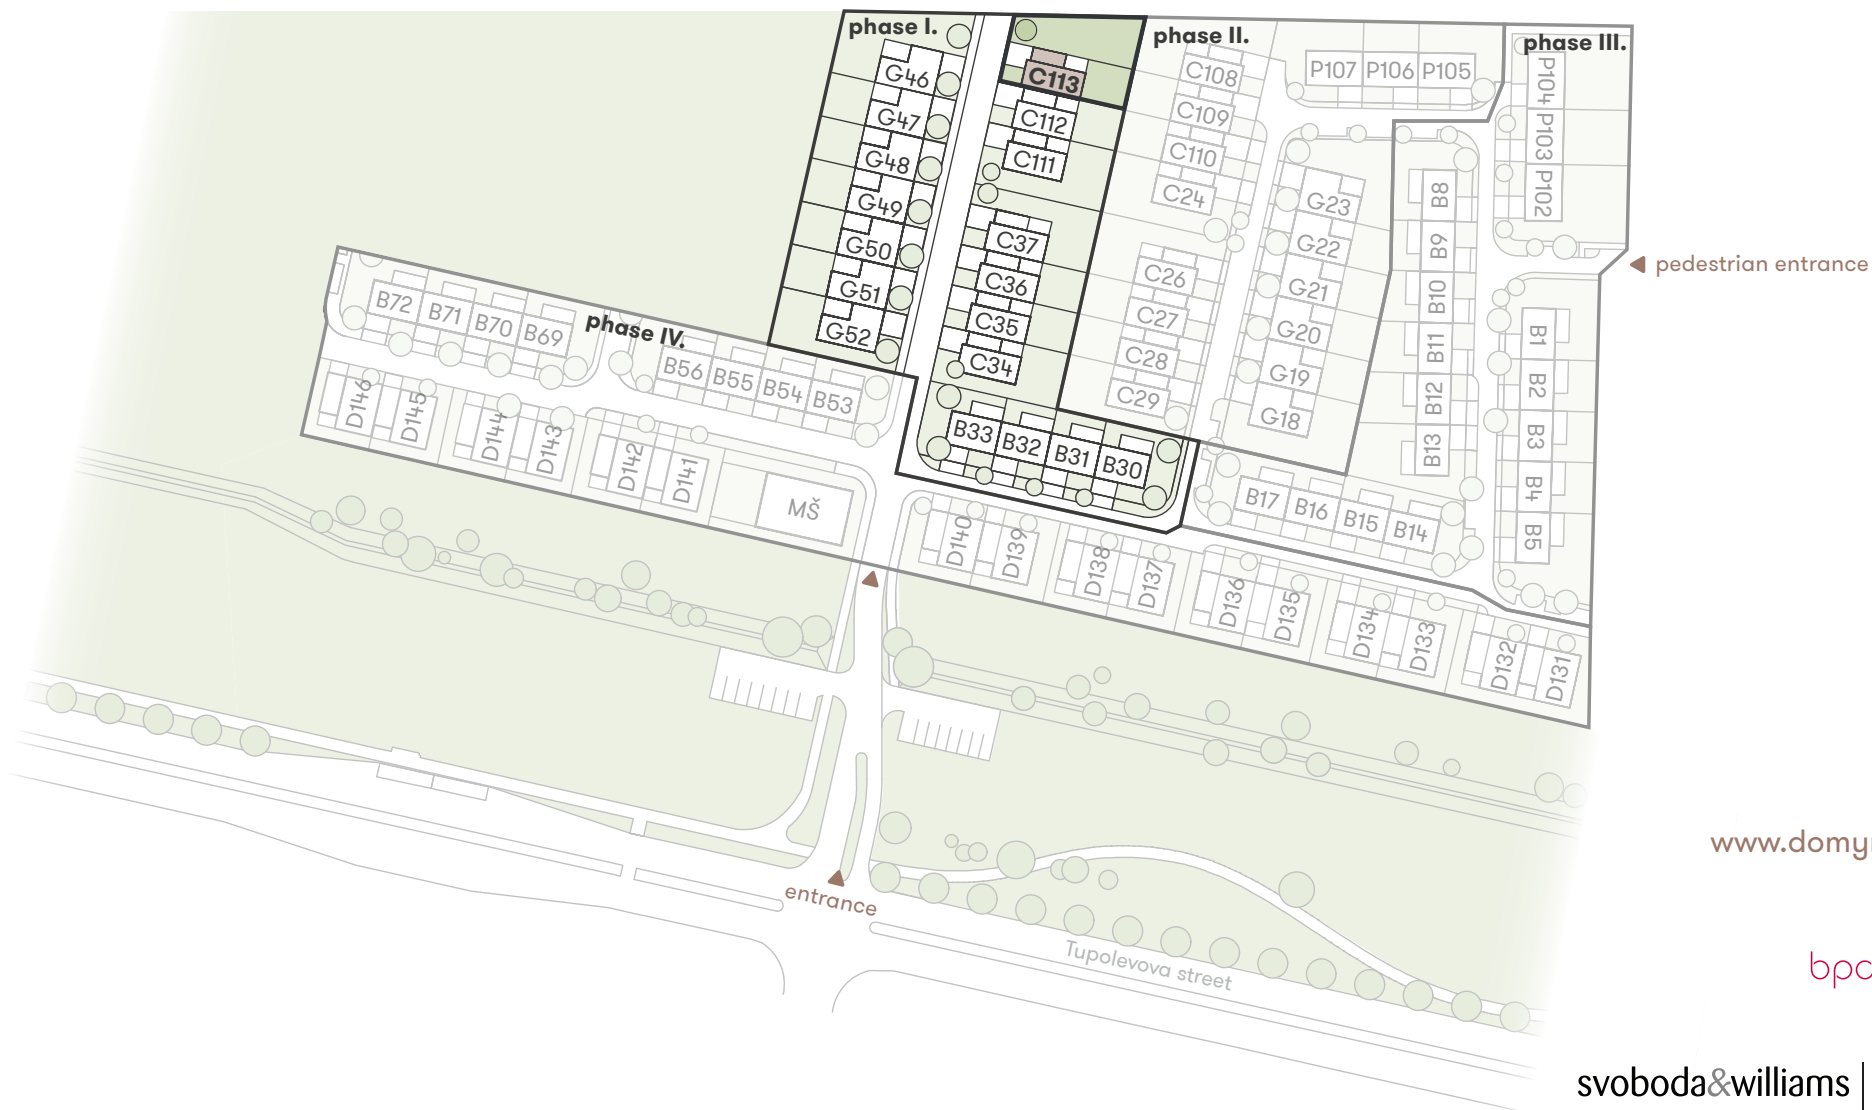 phase I.
phase II.
phase III.
phase IV.
G46
G47
G48
G49
G50
G51
G52
C113
C112
C111
C37
C36
C35
C34
B33 B32 B31 B30
C108
C109
C110
C24
C26
C27
C28
C29
P107 P106 P105
G23
G22
G21
G20
G19
G18
B17 B16 B15 B14
P104
P103
P102
B8
B9
B10
B11
B12
B13
B1
B2
B3
B4
B5
pedestrian entrance
B72 B71 B70 B69
B56 B55 B54 B53
D146 D145 D144 D143 D142 D141
MŠ
D140 D139 D138 D137 D136 D135 D134 D133 D132 D131
entrance
Tupolevova street
svoboda&williams